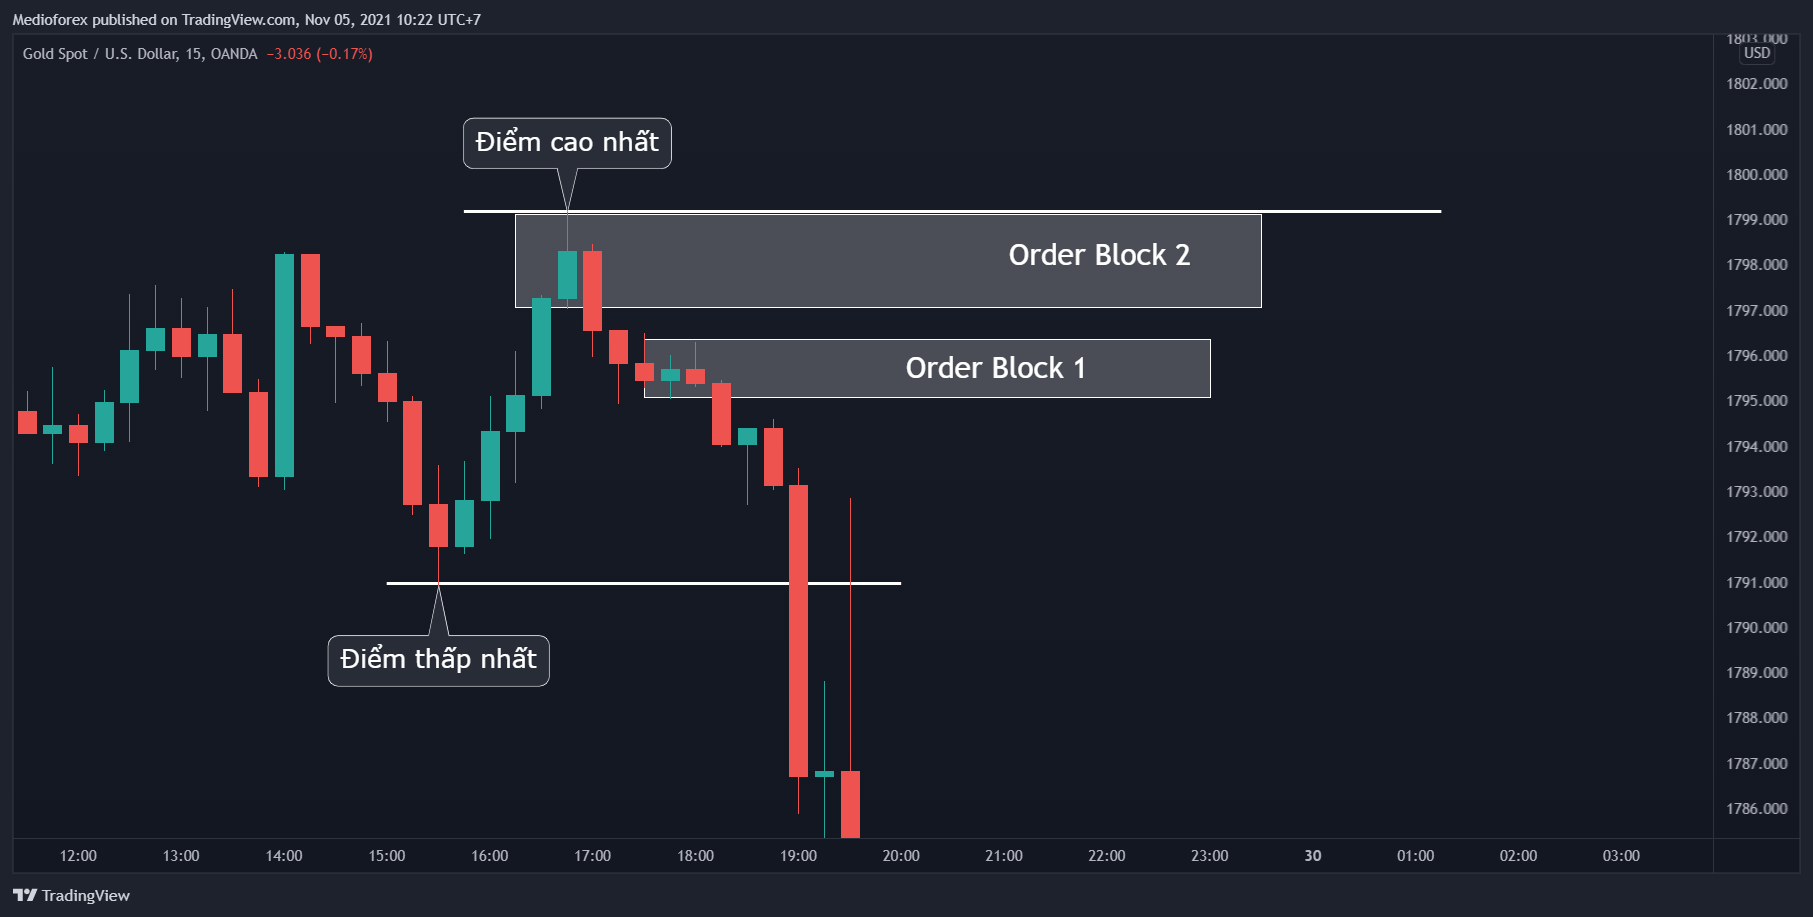 Medioforex published on TradingView.com, Nov 05, 2021 10:22 UTC+7
Gold Spot / U.S. Dollar, 15, OANDA −3.036 (−0.17%)
1803.000
USD
1802.000
1801.000
Điểm cao nhất
1800.000
1799.000
Order Block 2
1798.000
1797.000
1796.000
Order Block 1
1795.000
1794.000
1793.000
1792.000
1791.000
1790.000
Điểm thấp nhất
1789.000
1788.000
1787.000
1786.000
12:00 13:00 14:00 15:00 16:00 17:00 18:00 19:00 20:00 21:00 22:00 23:00 30 01:00 02:00 03:00
TradingView